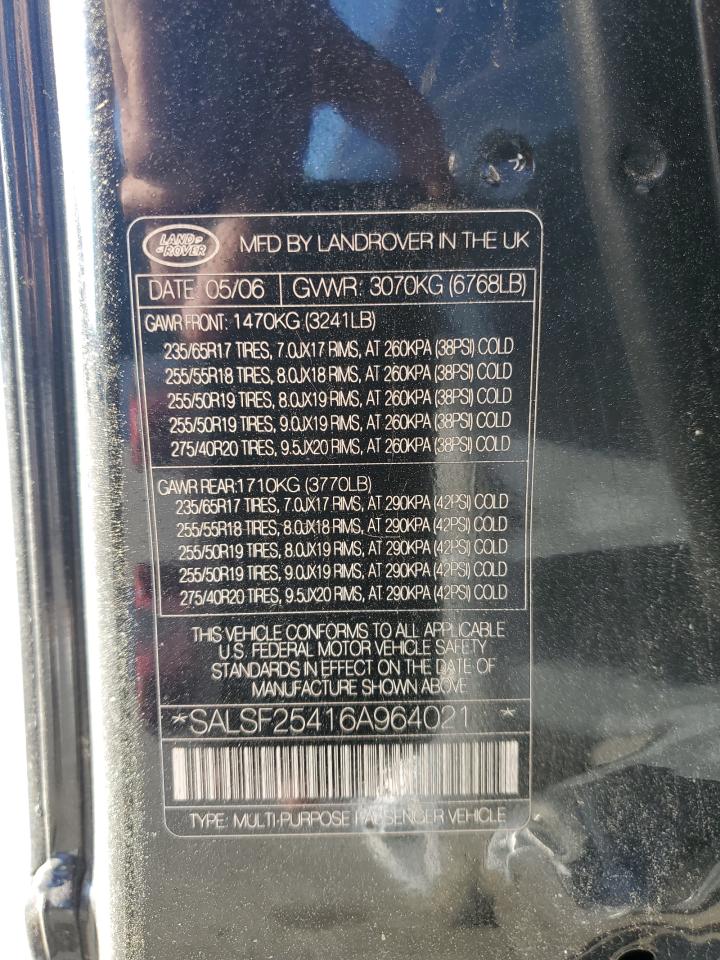 LAND
ROVER
MFD BY LANDROVER IN THE UK
DATE: 05/06 GVWR: 3070KG (6768LB)
GAWR FRONT: 1470KG (3241LB)
235/65R17 TIRES, 7.0JX17 RIMS, AT 260KPA (38PSI) COLD
255/55R18 TIRES, 8.0JX18 RIMS, AT 260KPA (38PSI) COLD
255/50R19 TIRES, 8.0JX19 RIMS, AT 260KPA (38PSI) COLD
255/50R19 TIRES, 9.0JX19 RIMS, AT 260KPA (38PSI) COLD
275/40R20 TIRES, 9.5JX20 RIMS, AT 260KPA (38PSI) COLD
GAWR REAR:1710KG (3770LB)
235/65R17 TIRES, 7.0JX17 RIMS, AT 290KPA (42PSI) COLD
255/55R18 TIRES, 8.0JX18 RIMS, AT 290KPA (42PSI) COLD
255/50R19 TIRES, 8.0JX19 RIMS, AT 290KPA (42PSI) COLD
255/50R19 TIRES, 9.0JX19 RIMS, AT 290KPA (42PSI) COLD
275/40R20 TIRES, 9.5JX20 RIMS, AT 290KPA (42PSI) COLD
THIS VEHICLE CONFORMS TO ALL APPLICABLE
U.S. FEDERAL MOTOR VEHICLE SAFETY
STANDARDS IN EFFECT ON THE DATE OF
MANUFACTURE SHOWN ABOVE
*SALSF25416A964021 *
TYPE: MULTI-PURPOSE PASSENGER VEHICLE